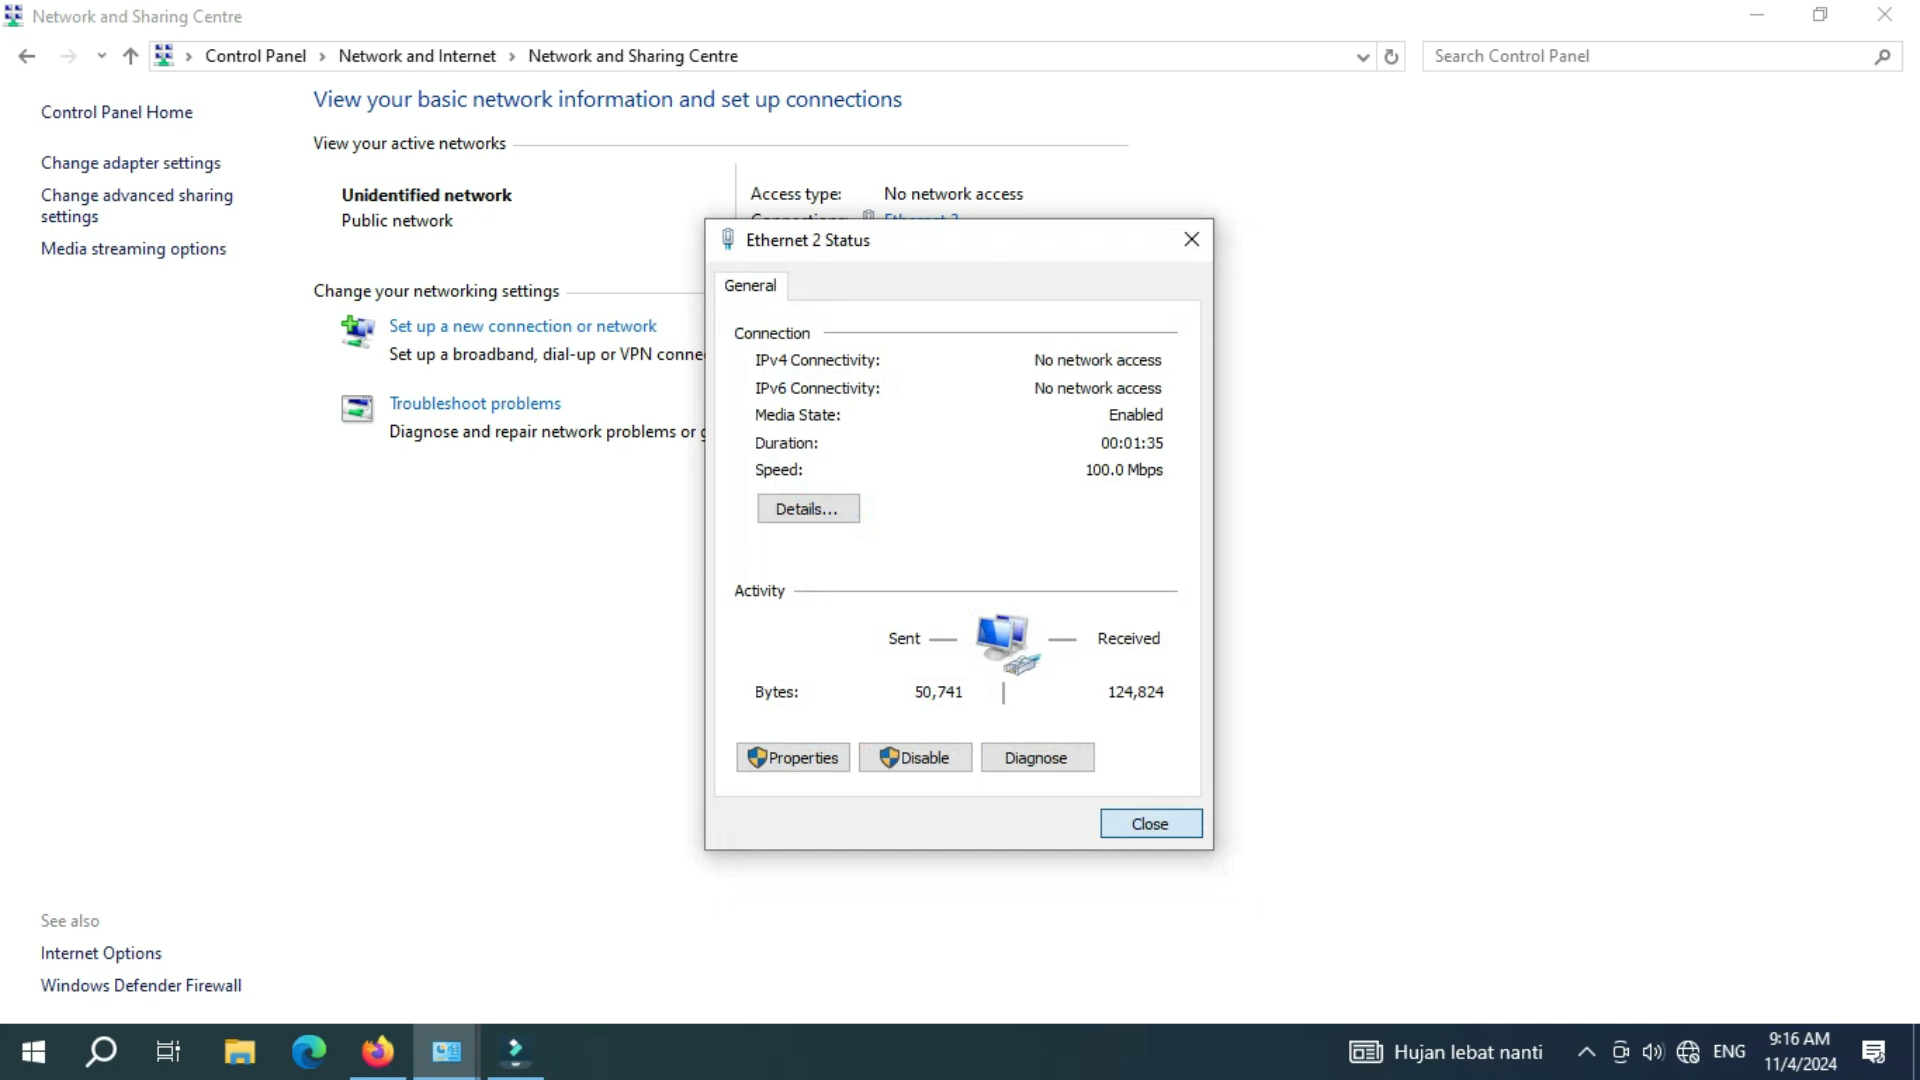 Network and Sharing Centre
Control Panel
Network and Internet
Network and Sharing Centre
Search Control Panel
Control Panel Home
Change adapter settings
Change advanced sharing
settings
Media streaming options
View your basic network information and set up connections
View your active networks
Unidentified network
Public network
Access type: No network access
Connections: Ethernet 2
Change your networking settings
Set up a new connection or network
Set up a broadband, dial-up or VPN conne
Troubleshoot problems
Diagnose and repair network problems or g
Ethernet 2 Status
General
Connection
IPv4 Connectivity: No network access
IPv6 Connectivity: No network access
Media State: Enabled
Duration: 00:01:35
Speed: 100.0 Mbps
Details...
Activity
Sent Received
Bytes: 50,741 124,824
Properties
Disable
Diagnose
Close
See also
Internet Options
Windows Defender Firewall
Hujan lebat nanti
ENG
9:16 AM
11/4/2024